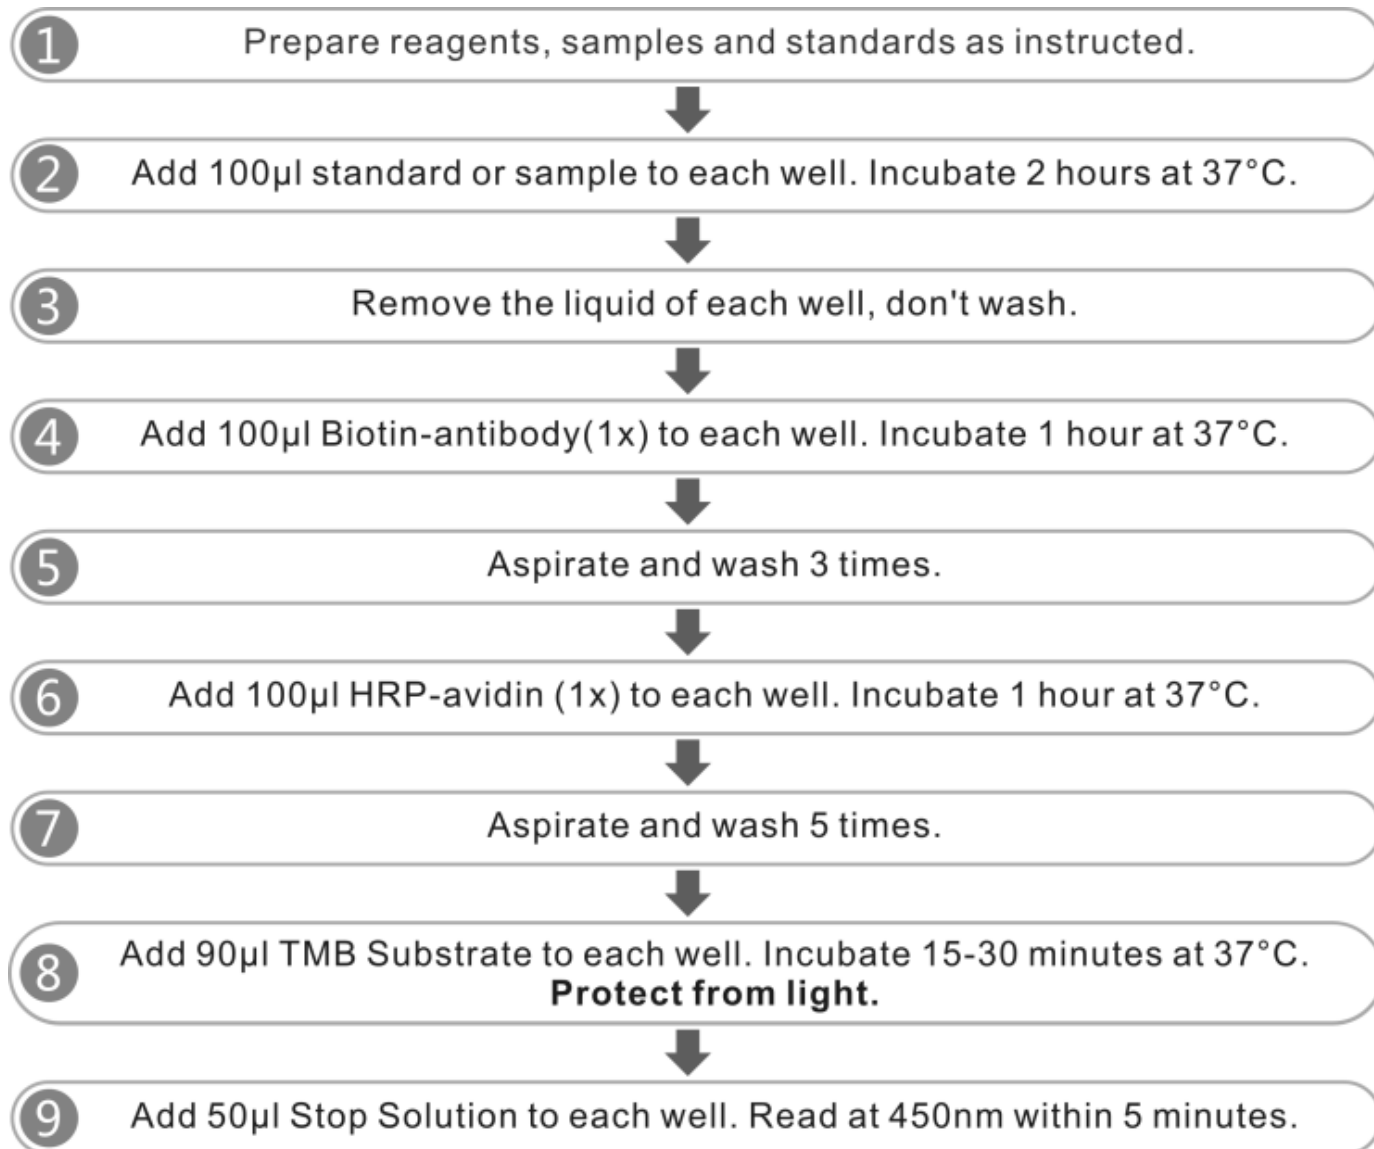 1 Prepare reagents, samples and standards as instructed.
2 Add 100µl standard or sample to each well. Incubate 2 hours at 37°C.
3 Remove the liquid of each well, don't wash.
4 Add 100µl Biotin-antibody(1x) to each well. Incubate 1 hour at 37°C.
5 Aspirate and wash 3 times.
6 Add 100µl HRP-avidin (1x) to each well. Incubate 1 hour at 37°C.
7 Aspirate and wash 5 times.
8 Add 90µl TMB Substrate to each well. Incubate 15-30 minutes at 37°C.
Protect from light.
9 Add 50µl Stop Solution to each well. Read at 450nm within 5 minutes.